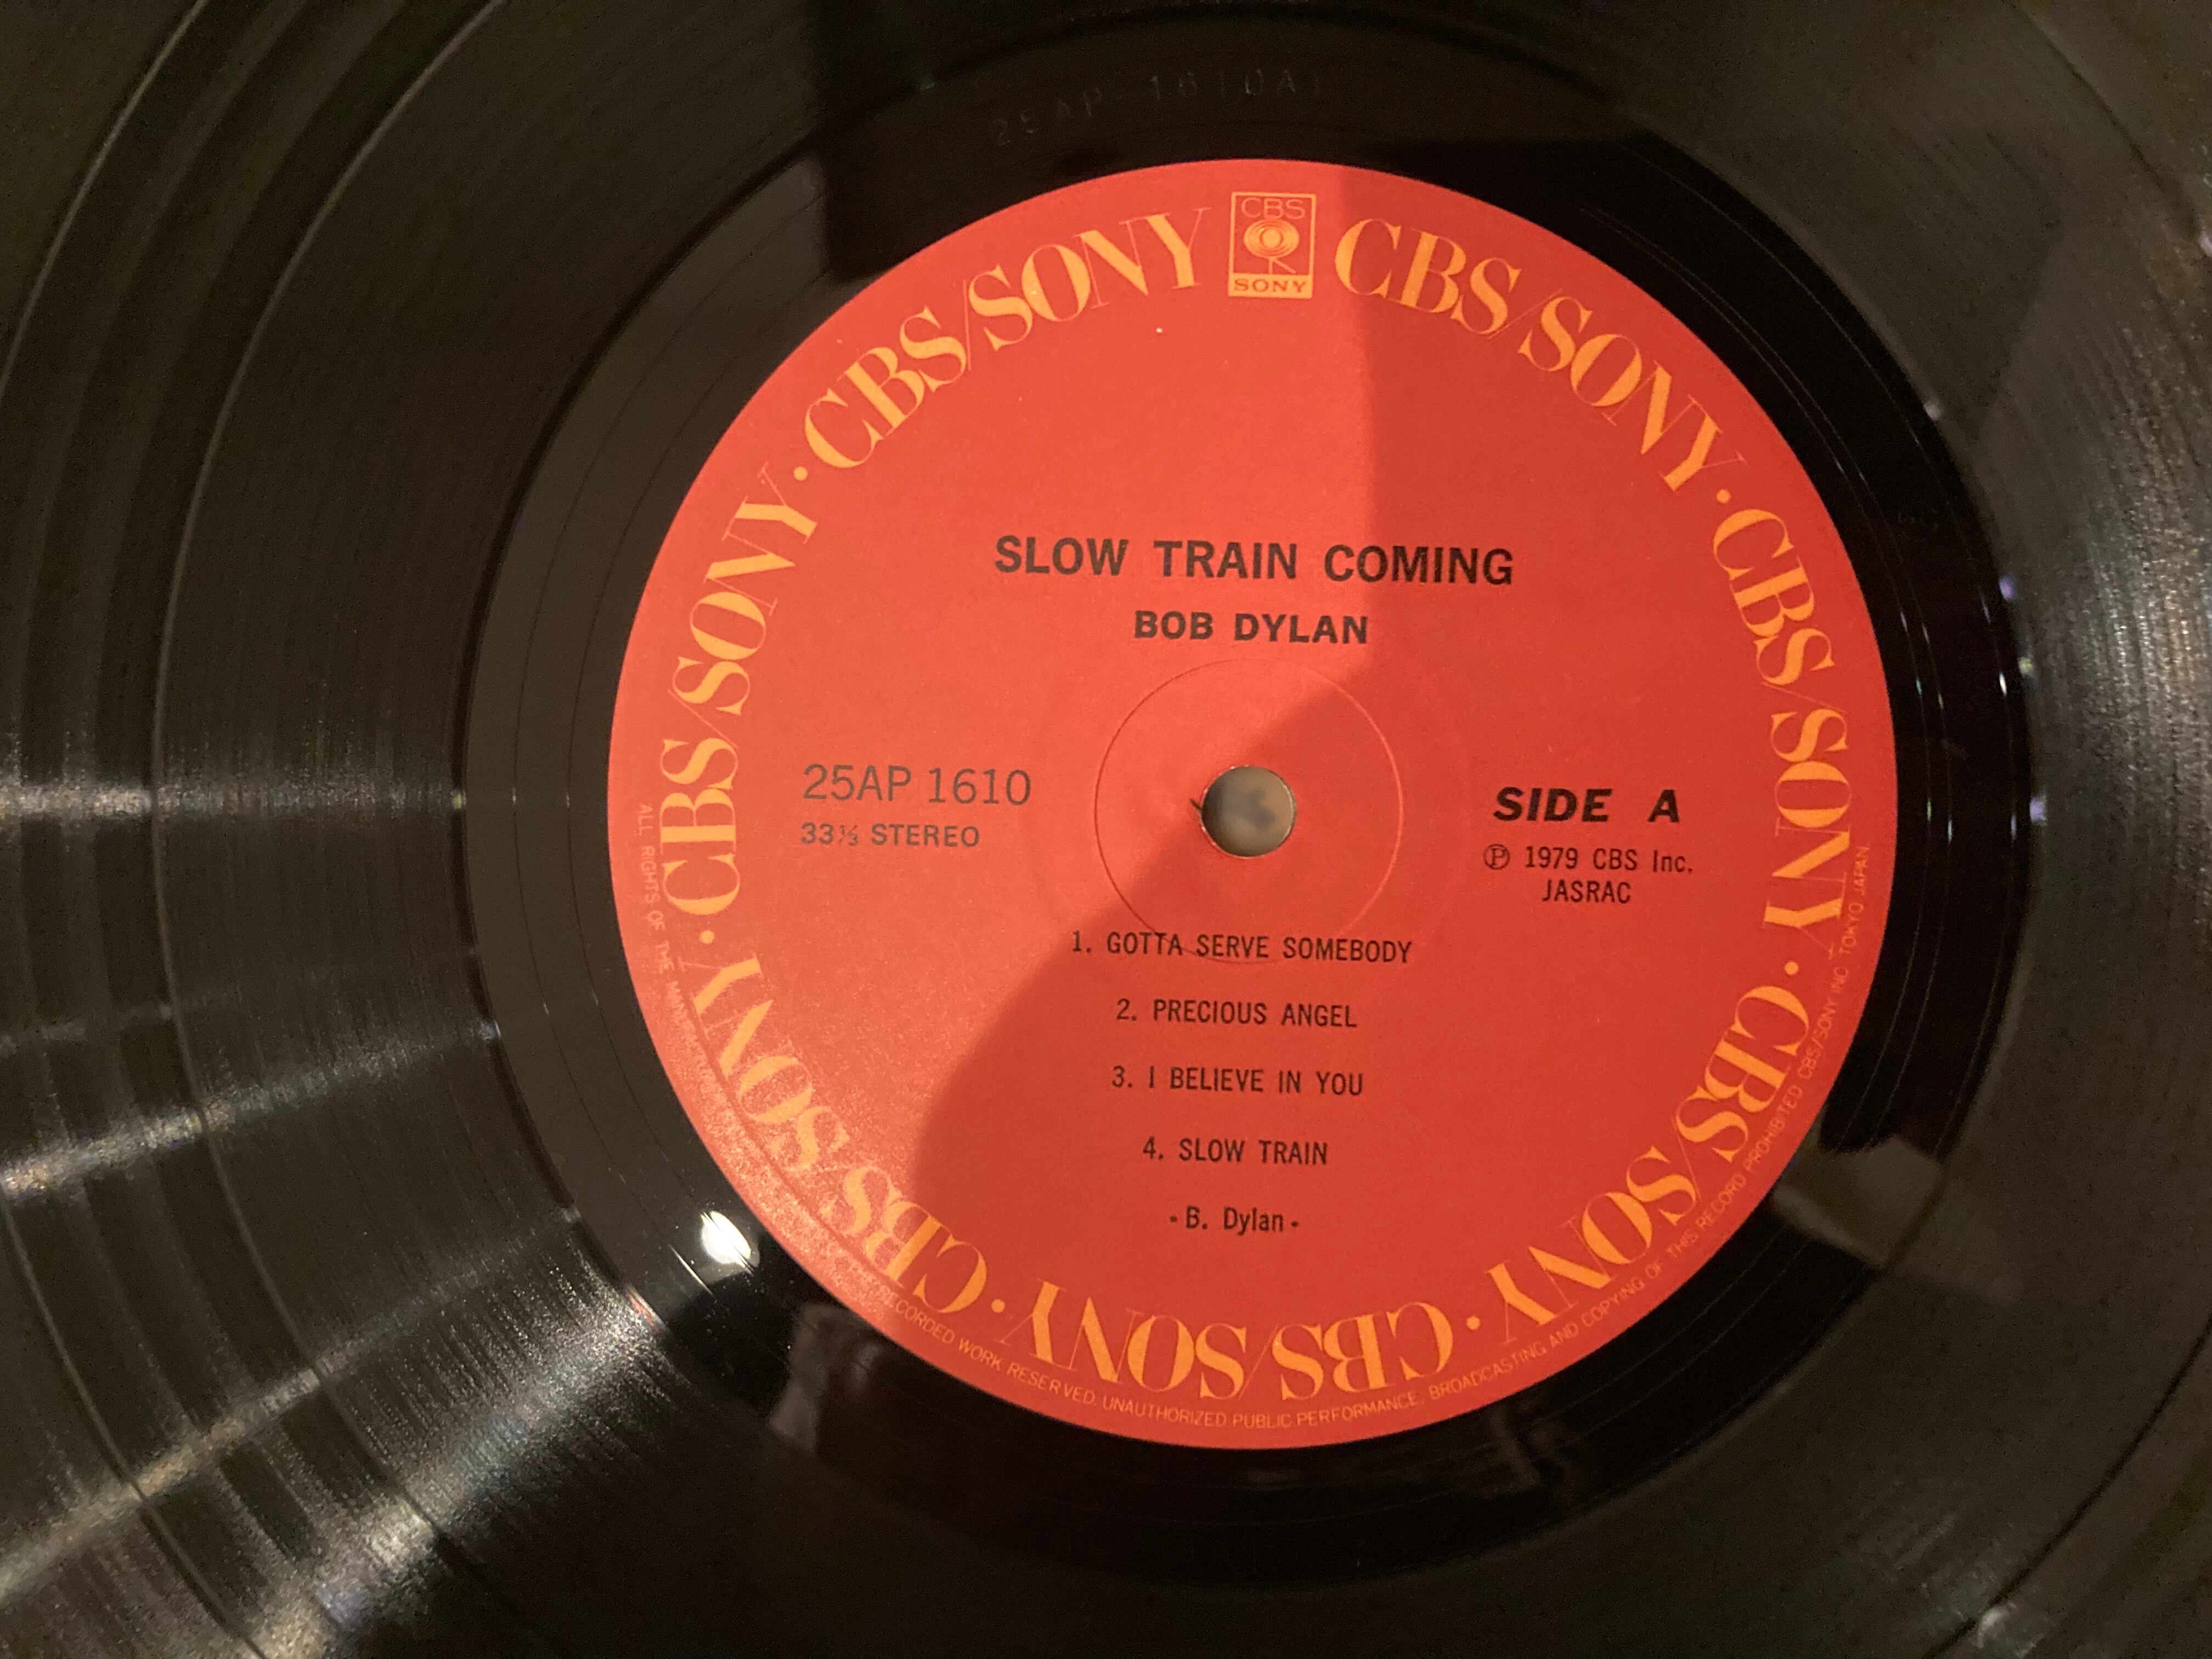 25AP-1610A1
CBS
SONY
CBS/SONY · CBS/SONY · CBS/SONY · CBS/SONY · CBS/SONY · CBS/SONY · CBS/SONY · CBS/SONY
SLOW TRAIN COMING
BOB DYLAN
25AP 1610
33⅓ STEREO
SIDE A
Ⓟ 1979 CBS Inc.
JASRAC
1. GOTTA SERVE SOMEBODY
2. PRECIOUS ANGEL
3. I BELIEVE IN YOU
4. SLOW TRAIN
- B. Dylan -
ALL RIGHTS OF THE RECORDED WORK RESERVED. UNAUTHORIZED PUBLIC PERFORMANCE, BROADCASTING AND COPYING OF THIS RECORD PROHIBITED CBS/SONY INC TOKYO, JAPAN